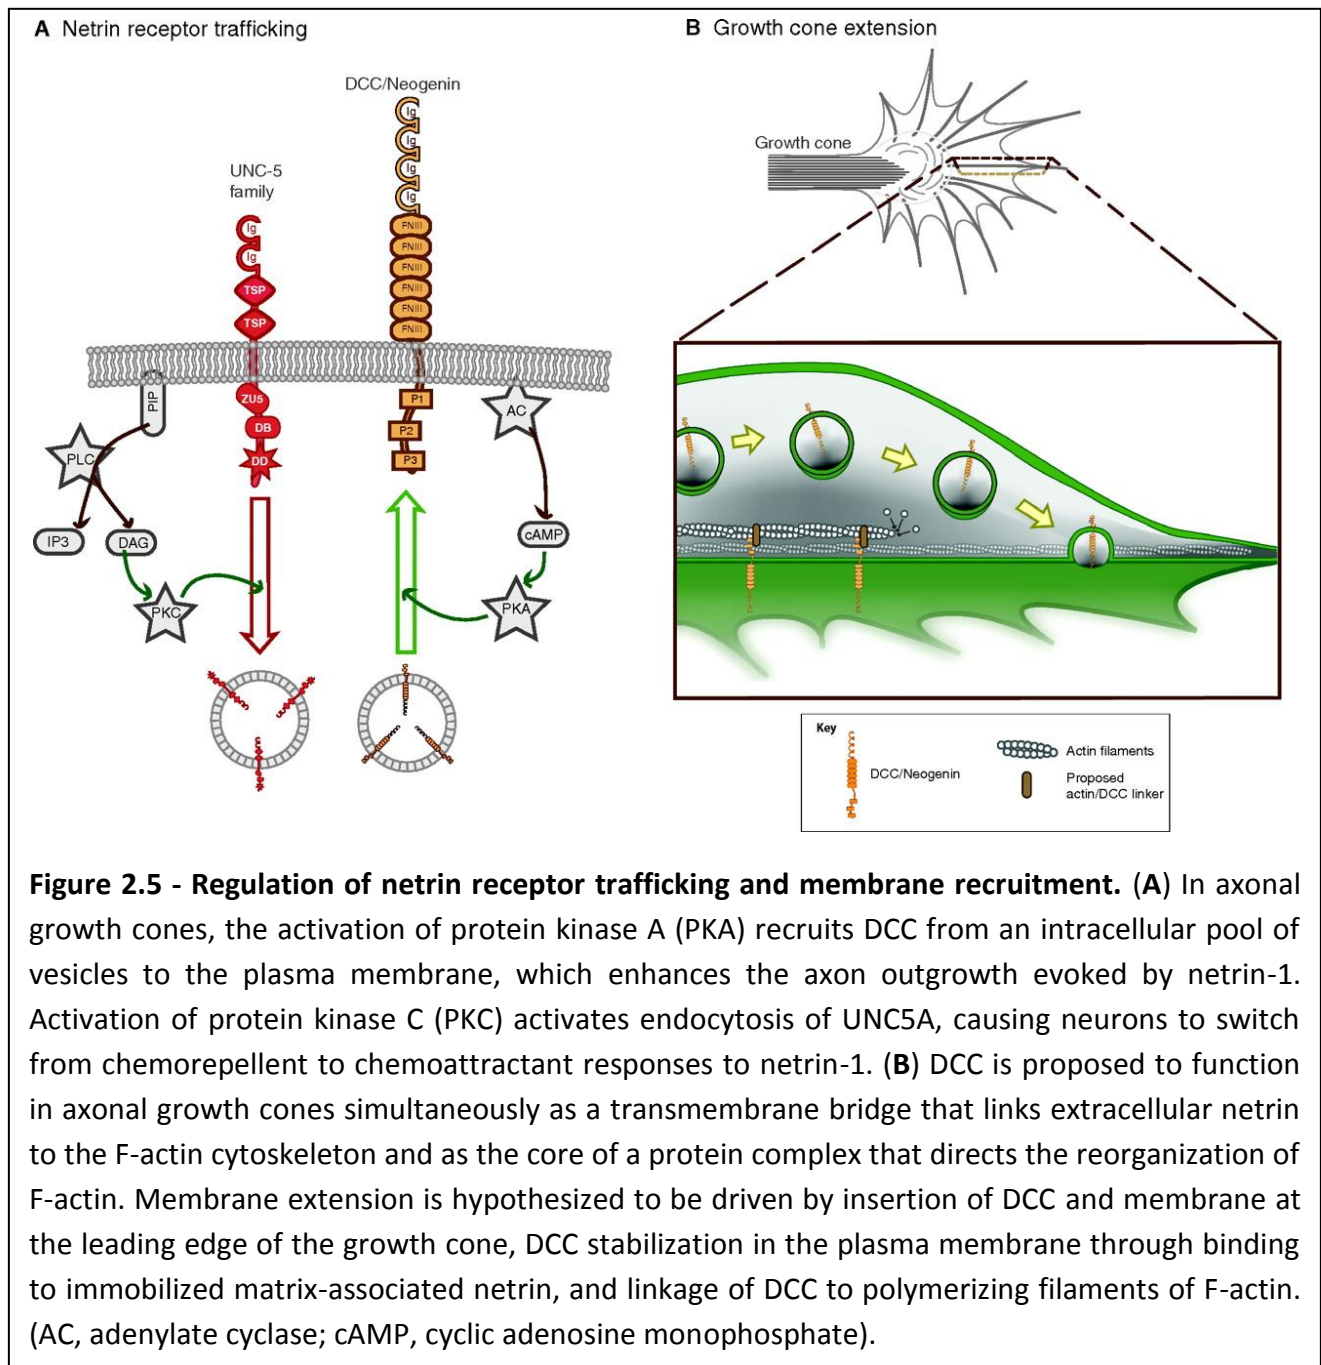 A Netrin receptor trafficking
DCC/Neogenin
Ig
Ig
Ig
Ig
FNIII
FNIII
FNIII
FNIII
FNIII
FNIII
UNC-5
family
Ig
Ig
TSP
TSP
PIP
ZU5
DB
DD
P1
P2
P3
AC
PLC
IP3
DAG
cAMP
PKC
PKA
B Growth cone extension
Growth cone
Key
DCC/Neogenin
Actin filaments
Proposed
actin/DCC linker
Figure 2.5 - Regulation of netrin receptor trafficking and membrane recruitment. (A) In axonal
growth cones, the activation of protein kinase A (PKA) recruits DCC from an intracellular pool of
vesicles to the plasma membrane, which enhances the axon outgrowth evoked by netrin-1.
Activation of protein kinase C (PKC) activates endocytosis of UNC5A, causing neurons to switch
from chemorepellent to chemoattractant responses to netrin-1. (B) DCC is proposed to function
in axonal growth cones simultaneously as a transmembrane bridge that links extracellular netrin
to the F-actin cytoskeleton and as the core of a protein complex that directs the reorganization of
F-actin. Membrane extension is hypothesized to be driven by insertion of DCC and membrane at
the leading edge of the growth cone, DCC stabilization in the plasma membrane through binding
to immobilized matrix-associated netrin, and linkage of DCC to polymerizing filaments of F-actin.
(AC, adenylate cyclase; cAMP, cyclic adenosine monophosphate).